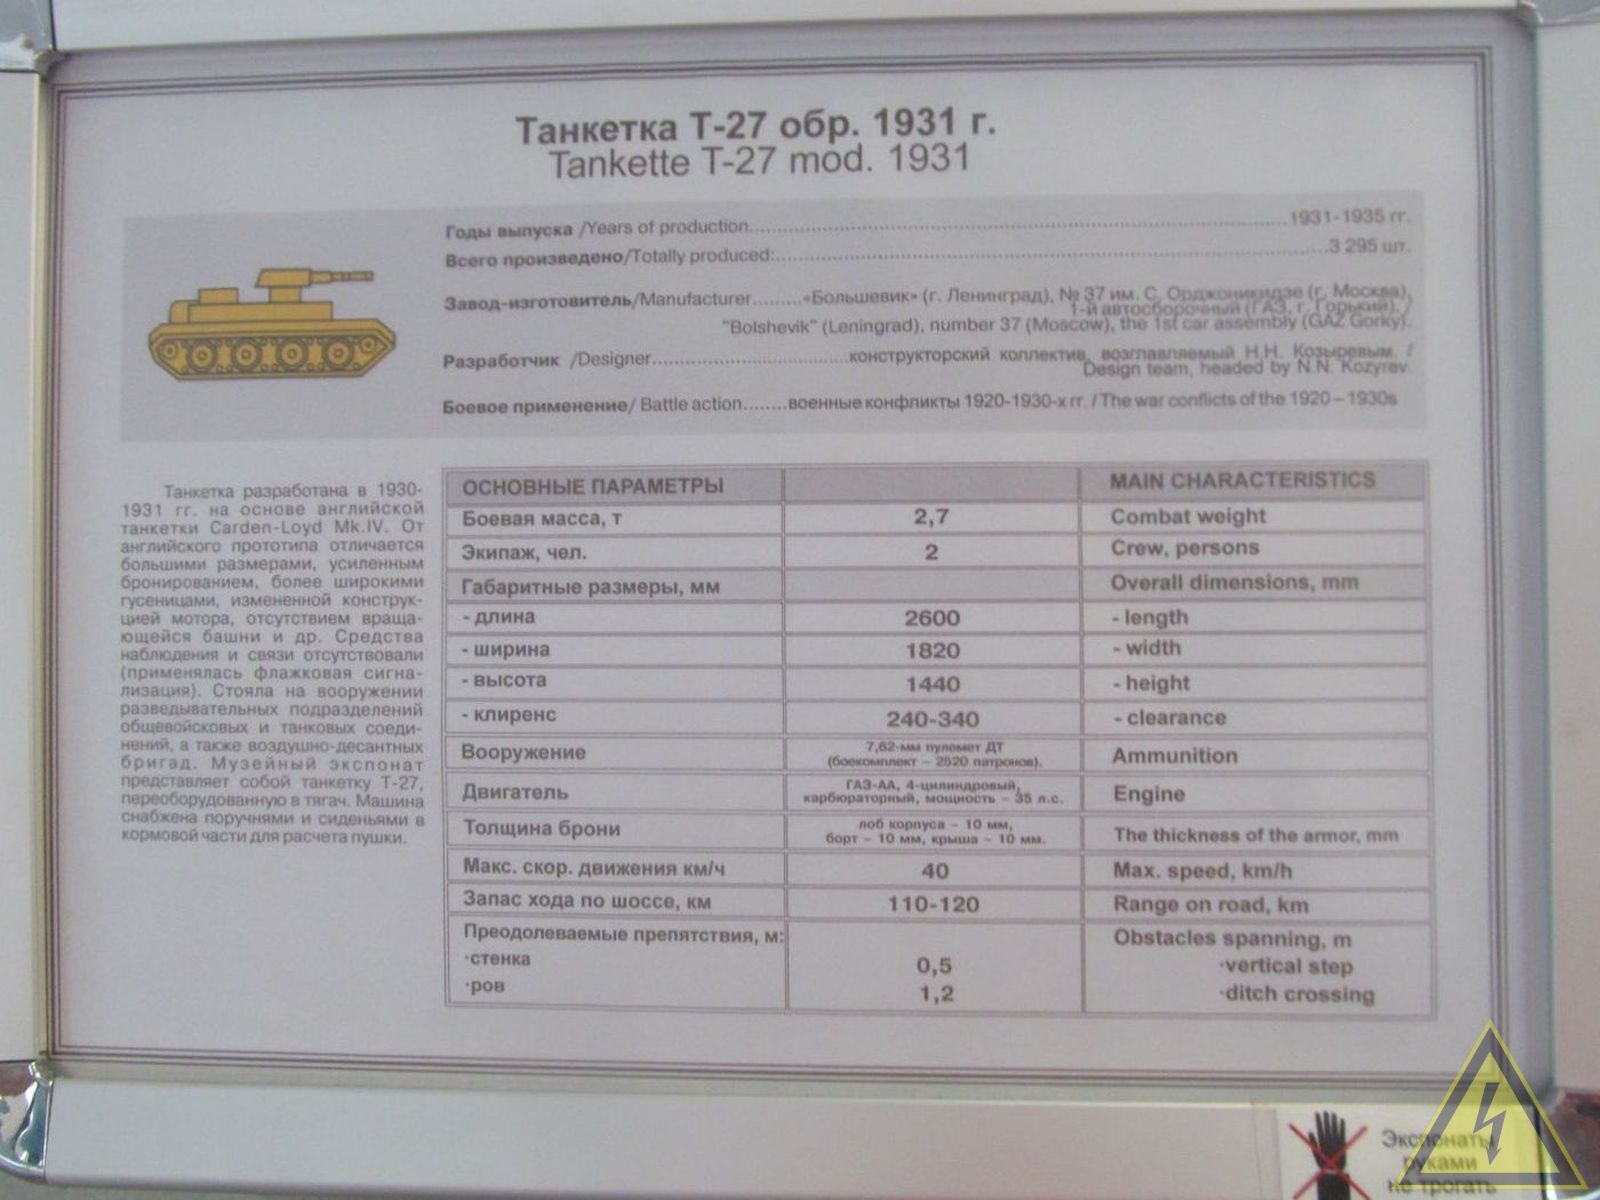 Танкетка Т-27 обр. 1931 г.
Tankette T-27 mod. 1931
Годы выпуска /Years of production....1931-1935 гг.
Всего произведено/Totally produced:....3 295 шт.
Завод-изготовитель/Manufacturer.........«Большевик» (г. Ленинград), № 37 им. С. Орджоникидзе (г. Москва),
1-й автосборочный (ГАЗ, г. Горький). /
"Bolshevik" (Leningrad), number 37 (Moscow), the 1st car assembly (GAZ Gorky).
Разработчик /Designer....конструкторский коллектив, возглавляемый Н.Н. Козыревым. /
Design team, headed by N.N. Kozyrev.
Боевое применение/ Battle action........военные конфликты 1920-1930-х гг. / The war conflicts of the 1920 – 1930s
Танкетка разработана в 1930-
1931 гг. на основе английской
танкетки Carden-Loyd Mk.IV. От
английского прототипа отличается
большими размерами, усиленным
бронированием, более широкими
гусеницами, измененной конструк-
цией мотора, отсутствием враща-
ющейся башни и др. Средства
наблюдения и связи отсутствовали
(применялась флажковая сигна-
лизация). Стояла на вооружении
разведывательных подразделений
общевойсковых и танковых соеди-
нений, а также воздушно-десантных
бригад. Музейный экспонат
представляет собой танкетку Т-27,
переоборудованную в тягач. Машина
снабжена поручнями и сиденьями в
кормовой части для расчета пушки.
ОСНОВНЫЕ ПАРАМЕТРЫ MAIN CHARACTERISTICS
Боевая масса, т 2,7 Combat weight
Экипаж, чел. 2 Crew, persons
Габаритные размеры, мм Overall dimensions, mm
- длина 2600 - length
- ширина 1820 - width
- высота 1440 - height
- клиренс 240-340 - clearance
Вооружение 7,62-мм пулемет ДТ (боекомплект – 2520 патронов). Ammunition
Двигатель ГАЗ-АА, 4-цилиндровый, карбюраторный, мощность – 35 л.с. Engine
Толщина брони лоб корпуса – 10 мм, борт – 10 мм, крыша – 10 мм. The thickness of the armor, mm
Макс. скор. движения км/ч 40 Max. speed, km/h
Запас хода по шоссе, км 110-120 Range on road, km
Преодолеваемые препятствия, м: Obstacles spanning, m
·стенка 0,5 ·vertical step
·ров 1,2 ·ditch crossing
Экспонаты
руками
не трогать